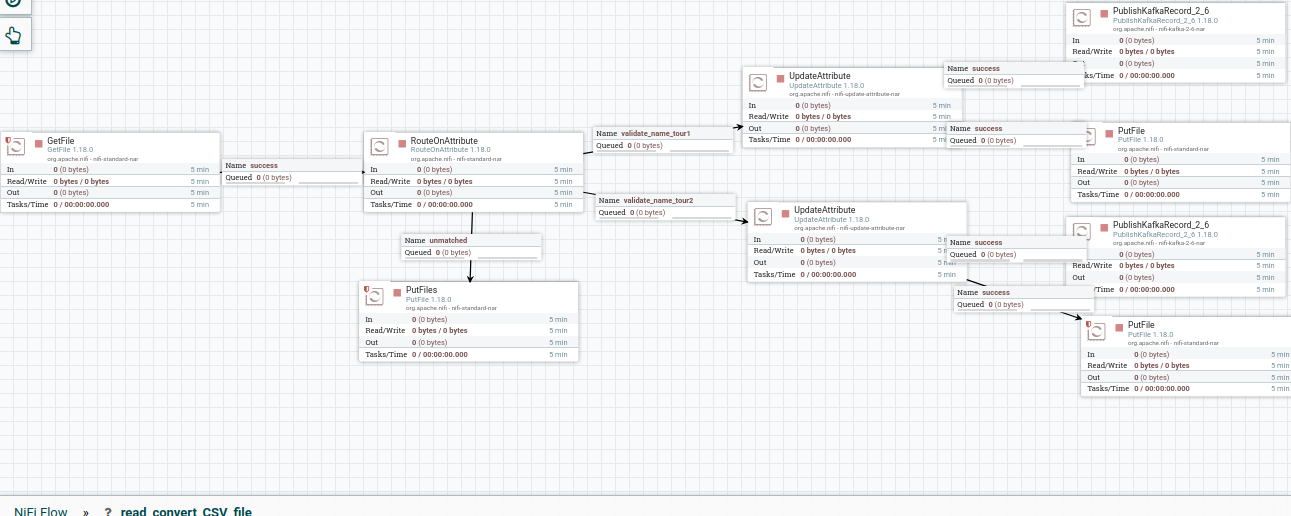 PublishKafkaRecord_2_6
PublishKafkaRecord_2_6 1.18.0
org.apache.nifi - nifi-kafka-2-6-nar
In 0 (0 bytes) 5 min
Read/Write 0 bytes / 0 bytes 5 min
0 (0 bytes) 5 min
Tasks/Time 0 / 00:00:00.000 5 min
Name success
Queued 0 (0 bytes)
UpdateAttribute
UpdateAttribute 1.18.0
org.apache.nifi - nifi-update-attribute-nar
In 0 (0 bytes) 5 min
Read/Write 0 bytes / 0 bytes 5 min
Out 0 (0 bytes) 5 min
Tasks/Time 0 / 00:00:00.000 5 min
Name success
Queued 0 (0 bytes)
PutFile
PutFile 1.18.0
org.apache.nifi - nifi-standard-nar
In 0 (0 bytes) 5 min
Read/Write 0 bytes / 0 bytes 5 min
Out 0 (0 bytes) 5 min
Tasks/Time 0 / 00:00:00.000 5 min
GetFile
GetFile 1.18.0
org.apache.nifi - nifi-standard-nar
In 0 (0 bytes) 5 min
Read/Write 0 bytes / 0 bytes 5 min
Out 0 (0 bytes) 5 min
Tasks/Time 0 / 00:00:00.000 5 min
Name success
Queued 0 (0 bytes)
RouteOnAttribute
RouteOnAttribute 1.18.0
org.apache.nifi - nifi-standard-nar
In 0 (0 bytes) 5 min
Read/Write 0 bytes / 0 bytes 5 min
Out 0 (0 bytes) 5 min
Tasks/Time 0 / 00:00:00.000 5 min
Name validate_name_tour1
Queued 0 (0 bytes)
Name validate_name_tour2
Queued 0 (0 bytes)
UpdateAttribute
UpdateAttribute 1.18.0
org.apache.nifi - nifi-update-attribute-nar
In 0 (0 bytes)
Read/Write 0 bytes / 0 bytes
Out 0 (0 bytes)
Tasks/Time 0 / 00:00:00.000 5 min
Name success
Queued 0 (0 bytes)
PublishKafkaRecord_2_6
PublishKafkaRecord_2_6 1.18.0
org.apache.nifi - nifi-kafka-2-6-nar
0 (0 bytes) 5 min
Read/Write 0 bytes / 0 bytes 5 min
Out 0 (0 bytes) 5 min
0 / 00:00:00.000 5 min
Name success
Queued 0 (0 bytes)
Name unmatched
Queued 0 (0 bytes)
PutFiles
PutFile 1.18.0
org.apache.nifi - nifi-standard-nar
In 0 (0 bytes) 5 min
Read/Write 0 bytes / 0 bytes 5 min
Out 0 (0 bytes) 5 min
Tasks/Time 0 / 00:00:00.000 5 min
PutFile
PutFile 1.18.0
org.apache.nifi - nifi-standard-nar
In 0 (0 bytes) 5 min
Read/Write 0 bytes / 0 bytes 5 min
Out 0 (0 bytes) 5 min
Tasks/Time 0 / 00:00:00.000 5 min
NiFi Flow » ? read_convert_CSV_file